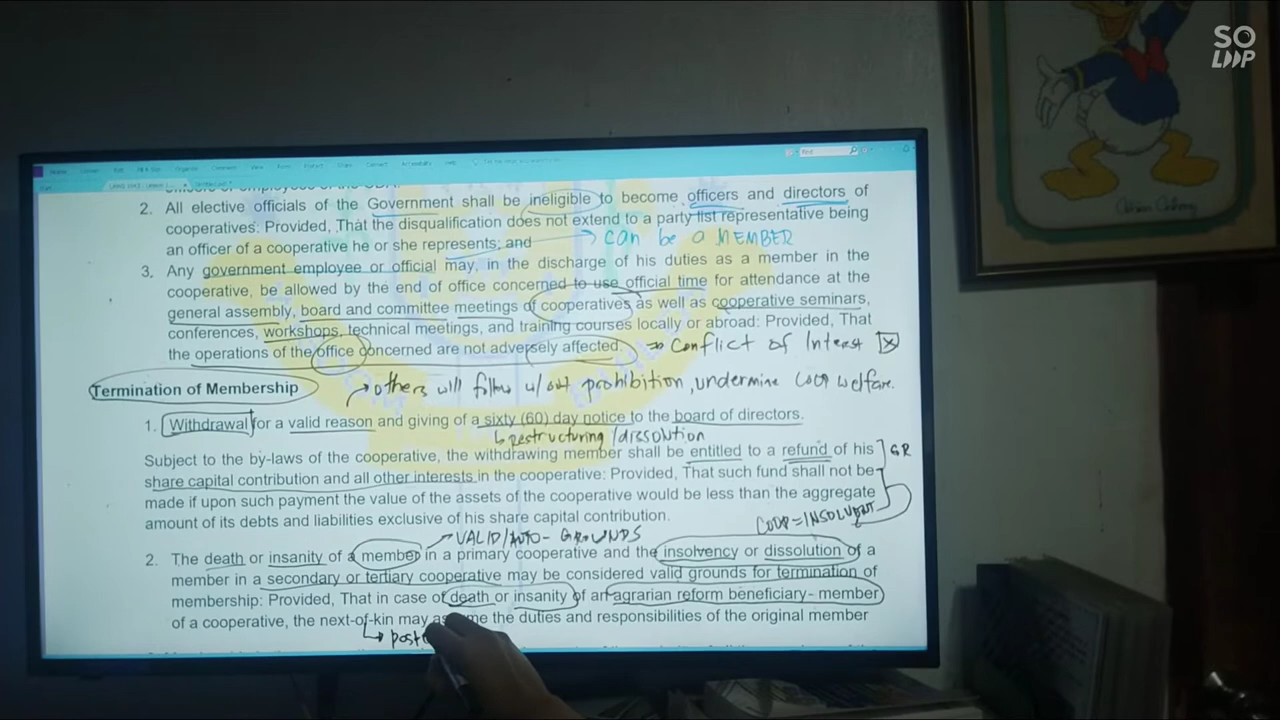 SO
LOOP
2. All elective officials of the Government shall be ineligible to become officers and directors of
cooperatives: Provided, That the disqualification does not extend to a party list representative being
an officer of a cooperative he or she represents; and
→ can be a MEMBER
3. Any government employee or official may, in the discharge of his duties as a member in the
cooperative, be allowed by the end of office concerned to use official time for attendance at the
general assembly, board and committee meetings of cooperatives as well as cooperative seminars,
conferences, workshops, technical meetings, and training courses locally or abroad: Provided, That
the operations of the office concerned are not adversely affected. → Conflict of Interest
Termination of Membership
→ others will follow w/out prohibition, undermine coop welfare.
1. Withdrawal for a valid reason and giving of a sixty (60) day notice to the board of directors.
restructuring/dissolution
Subject to the by-laws of the cooperative, the withdrawing member shall be entitled to a refund of his
share capital contribution and all other interests in the cooperative: Provided, That such fund shall not be
GR
made if upon such payment the value of the assets of the cooperative would be less than the aggregate
amount of its debts and liabilities exclusive of his share capital contribution.
COOP=INSOLVENT
→ VALID/AUTO- GROUNDS
2. The death or insanity of a member in a primary cooperative and the insolvency or dissolution of a
member in a secondary or tertiary cooperative may be considered valid grounds for termination of
membership: Provided, That in case of death or insanity of an agrarian reform beneficiary- member
of a cooperative, the next-of-kin may assume the duties and responsibilities of the original member